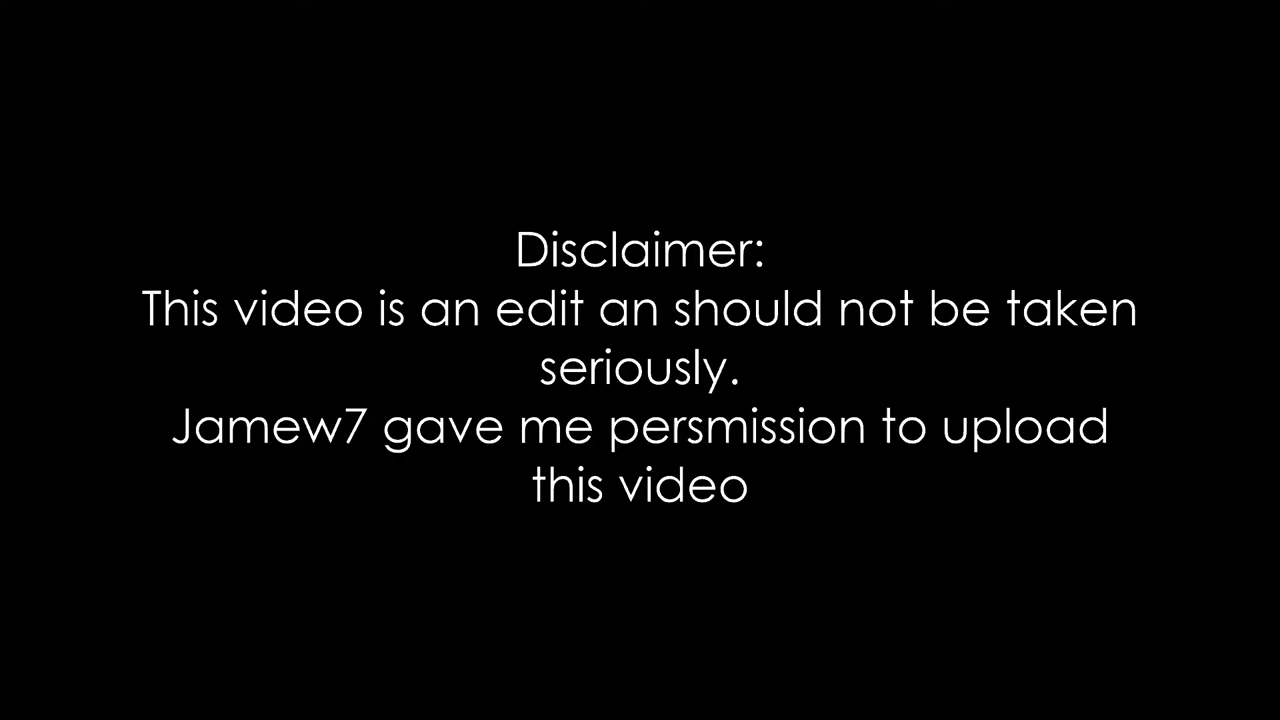 Disclaimer:
This video is an edit an should not be taken
seriously.
Jamew7 gave me persmission to upload
this video